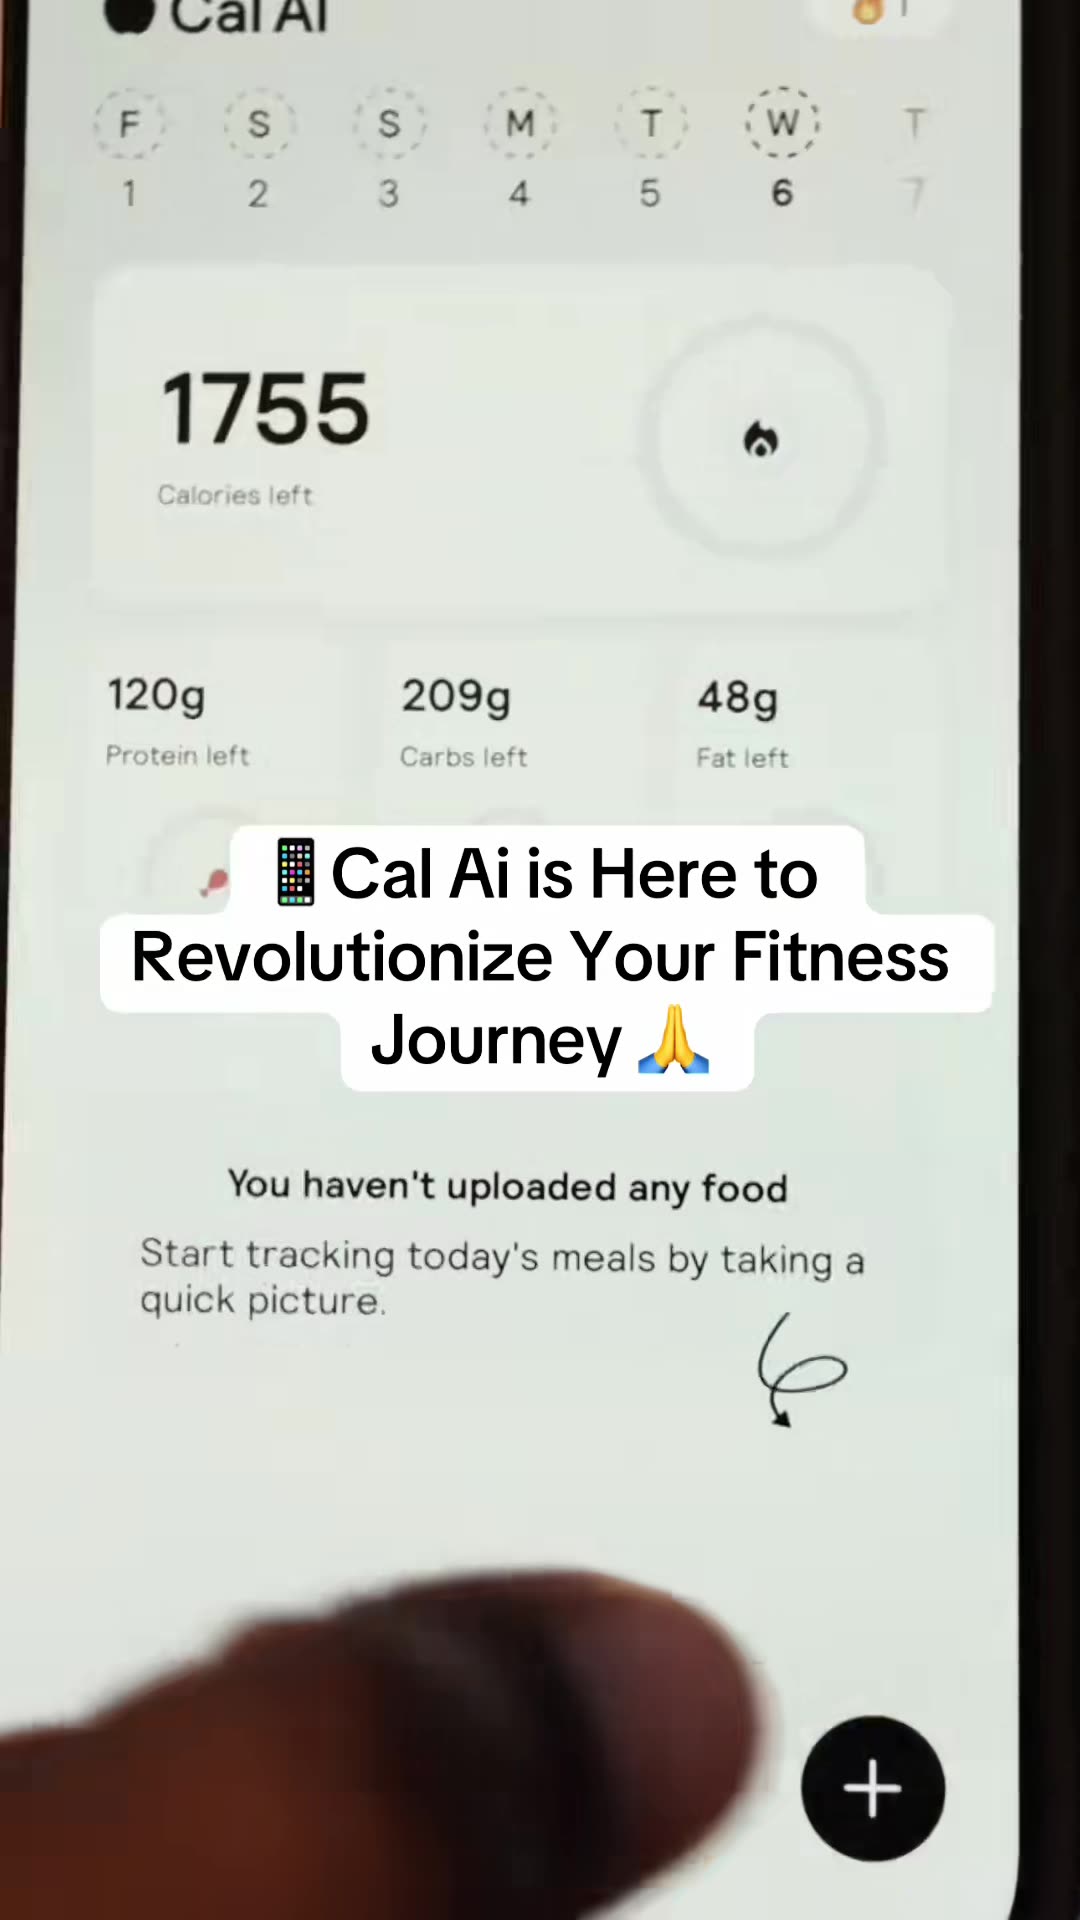 Cal AI
1
F S S M T W T
1 2 3 4 5 6 7
1755
Calories left
120g 209g 48g
Protein left Carbs left Fat left
📱Cal Ai is Here to
Revolutionize Your Fitness
Journey 🙏
You haven't uploaded any food
Start tracking today's meals by taking a
quick picture.